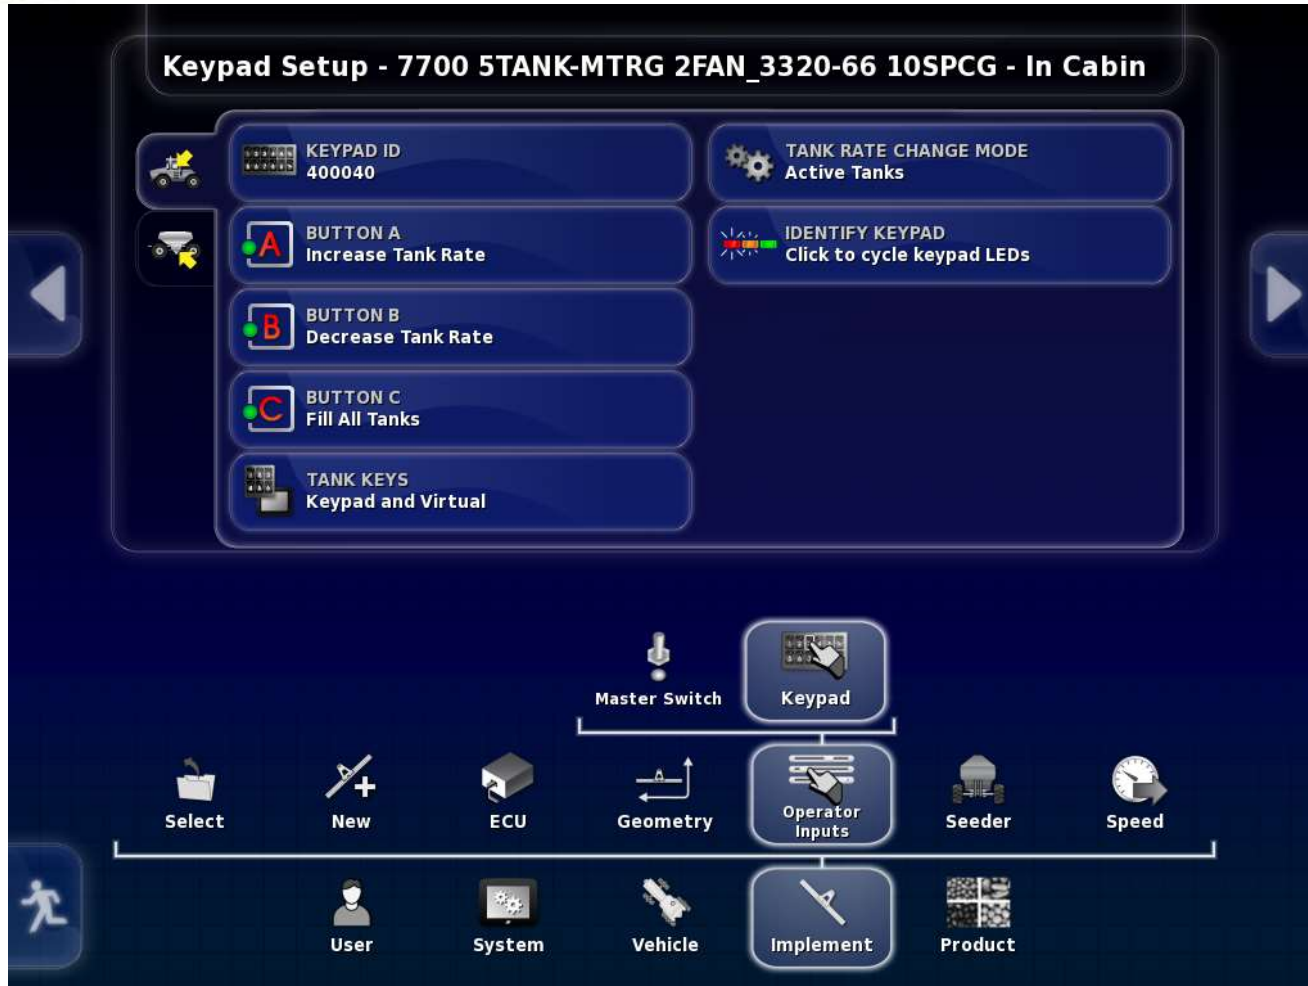 Keypad Setup - 7700 5TANK-MTRG 2FAN_3320-66 10SPCG - In Cabin
KEYPAD ID
400040
TANK RATE CHANGE MODE
Active Tanks
A
BUTTON A
Increase Tank Rate
IDENTIFY KEYPAD
Click to cycle keypad LEDs
B
BUTTON B
Decrease Tank Rate
C
BUTTON C
Fill All Tanks
TANK KEYS
Keypad and Virtual
Master Switch
Keypad
Select
New
ECU
Geometry
Operator
Inputs
Seeder
Speed
User
System
Vehicle
Implement
Product